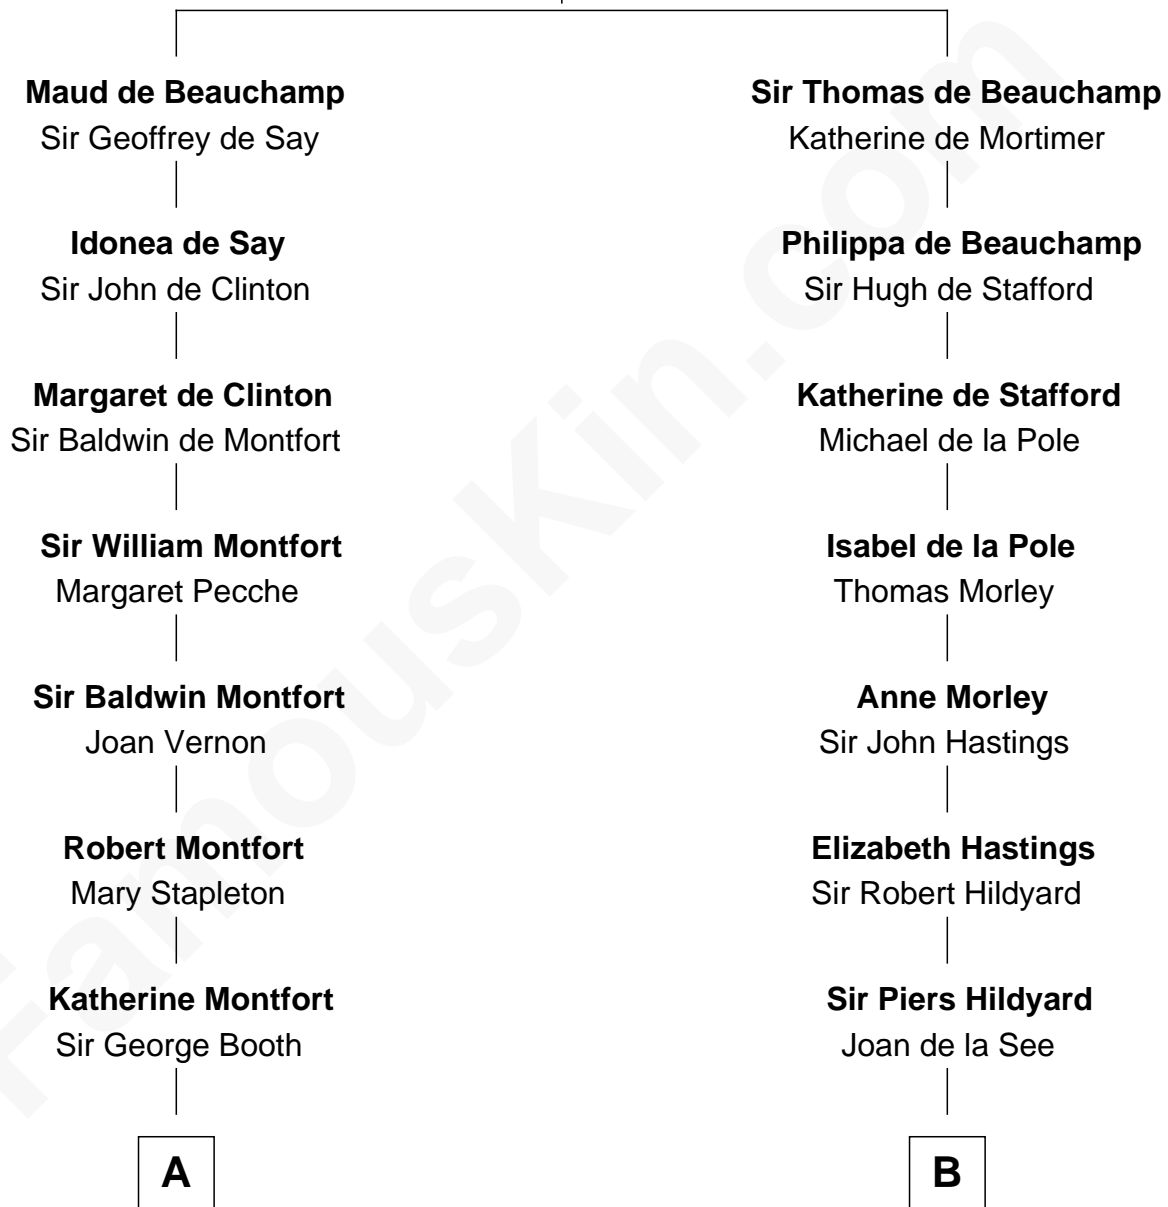 Maud de Beauchamp
Sir Geoffrey de Say
Idonea de Say
Sir John de Clinton
Margaret de Clinton
Sir Baldwin de Montfort
Sir William Montfort
Margaret Pecche
Sir Baldwin Montfort
Joan Vernon
Robert Montfort
Mary Stapleton
Katherine Montfort
Sir George Booth
A
Sir Thomas de Beauchamp
Katherine de Mortimer
Philippa de Beauchamp
Sir Hugh de Stafford
Katherine de Stafford
Michael de la Pole
Isabel de la Pole
Thomas Morley
Anne Morley
Sir John Hastings
Elizabeth Hastings
Sir Robert Hildyard
Sir Piers Hildyard
Joan de la See
B
FamousKin.com